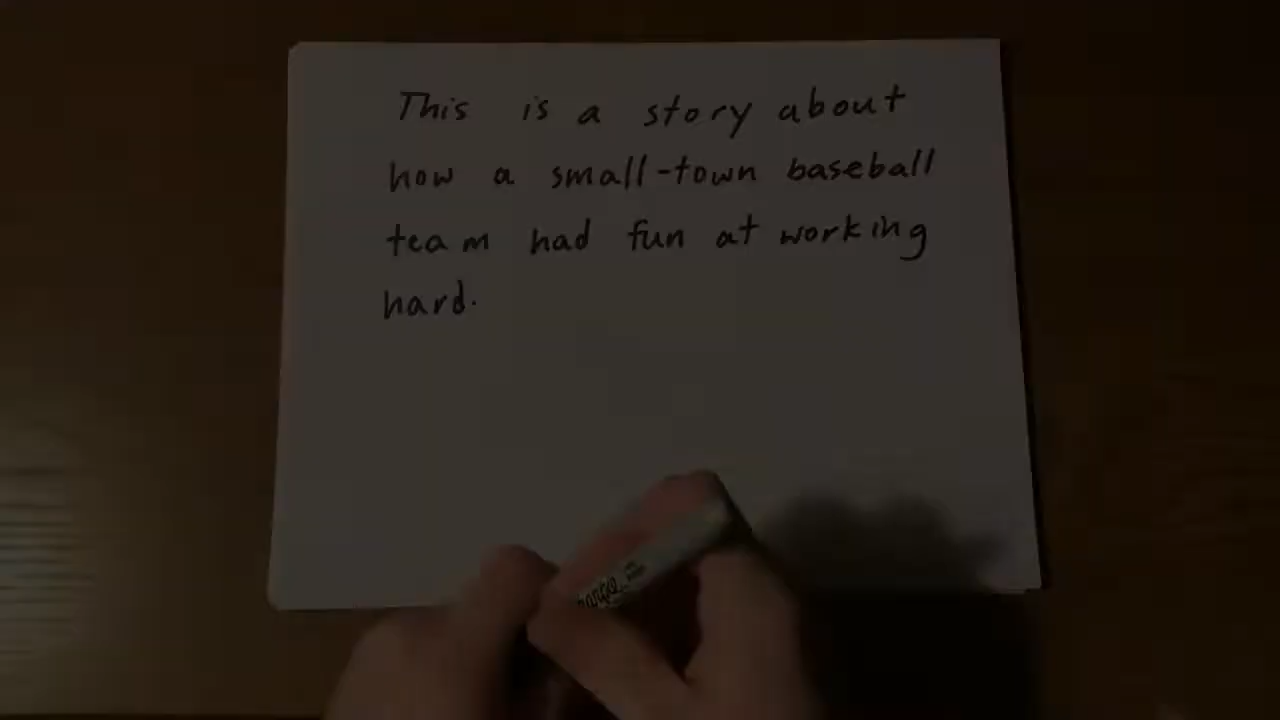 This is a story about
how a small-town baseball
team had fun at working
hard.